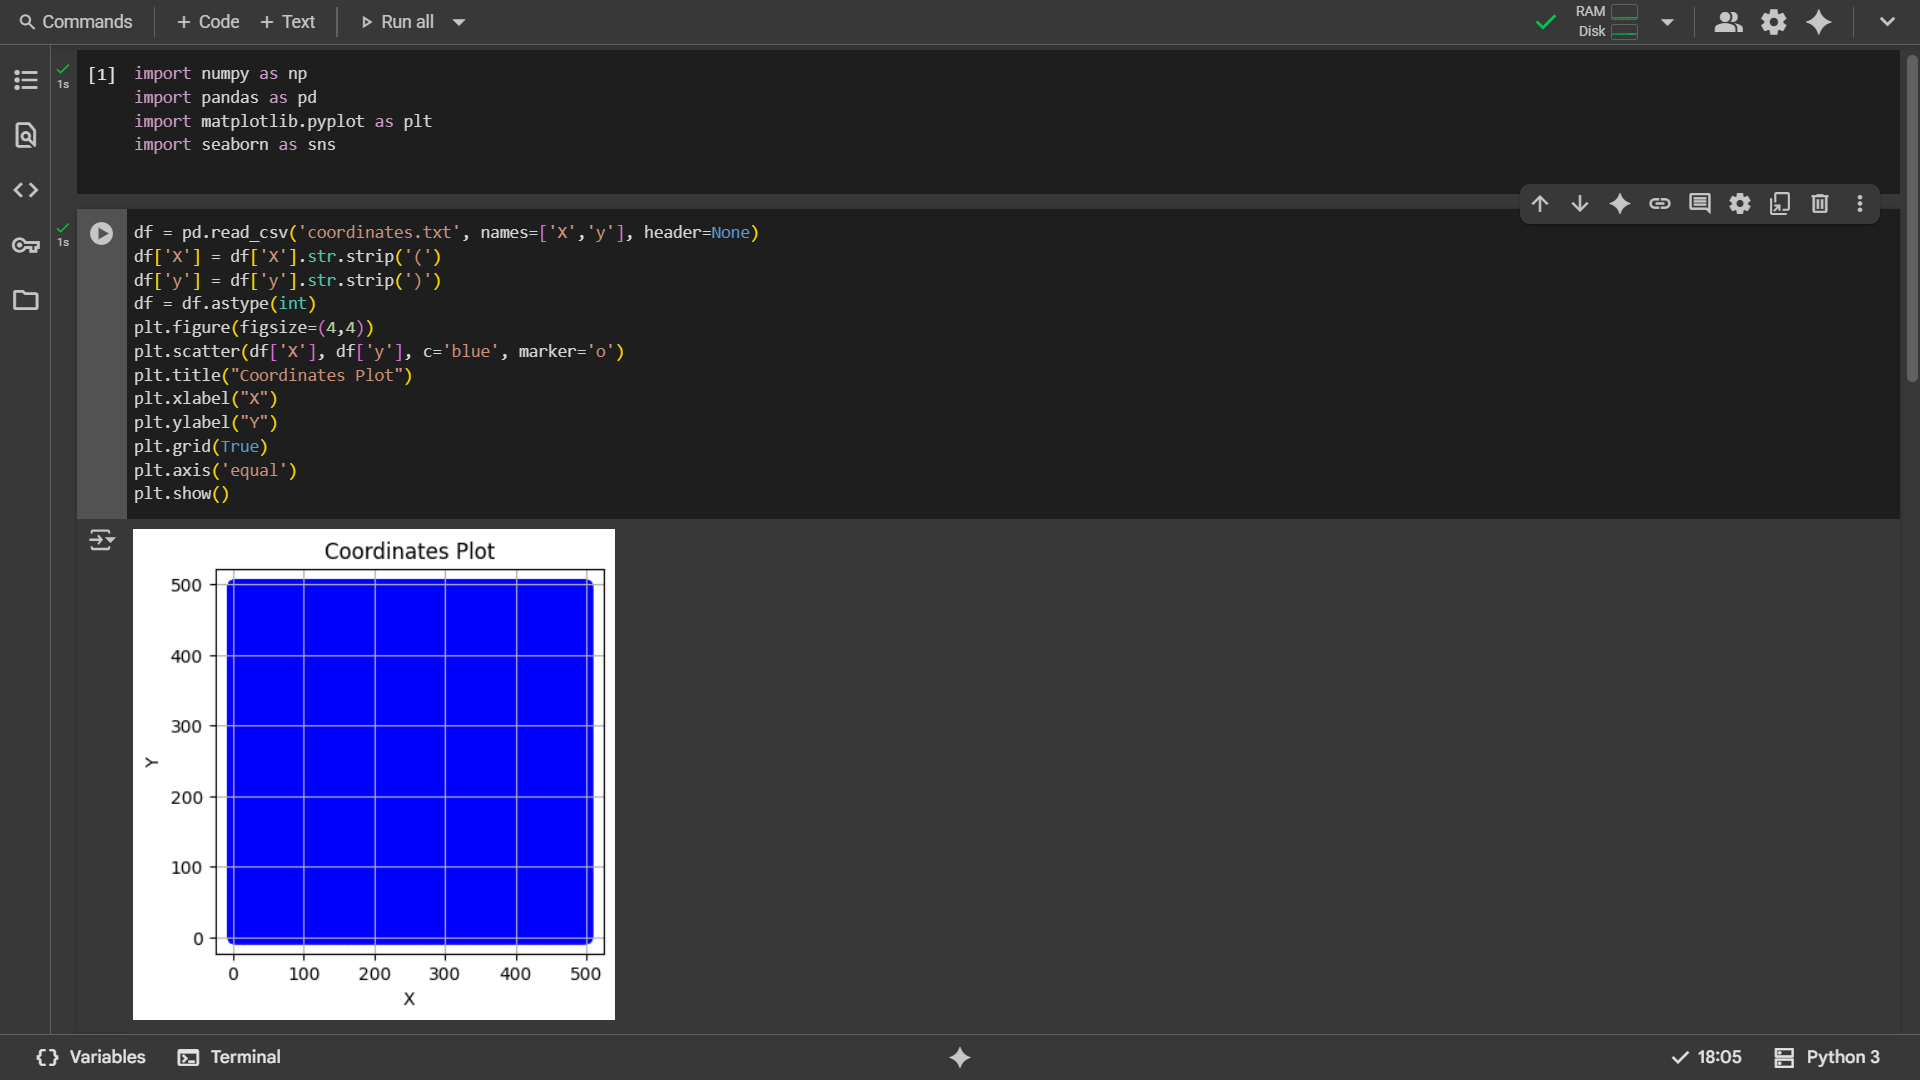 Commands
+ Code
+ Text
Run all
RAM
Disk
1s
[1]
import numpy as np
import pandas as pd
import matplotlib.pyplot as plt
import seaborn as sns
1s
df = pd.read_csv('coordinates.txt', names=['X','y'], header=None)
df['X'] = df['X'].str.strip('(')
df['y'] = df['y'].str.strip(')')
df = df.astype(int)
plt.figure(figsize=(4,4))
plt.scatter(df['X'], df['y'], c='blue', marker='o')
plt.title("Coordinates Plot")
plt.xlabel("X")
plt.ylabel("Y")
plt.grid(True)
plt.axis('equal')
plt.show()
Coordinates Plot
500
400
300
Y
200
100
0
0 100 200 300 400 500
X
Variables
Terminal
18:05
Python 3